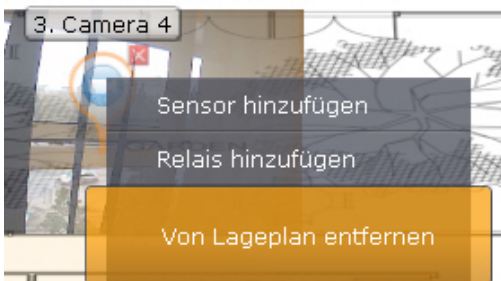 3. Camera 4
Sensor hinzufügen
Relais hinzufügen
Von Lageplan entfernen